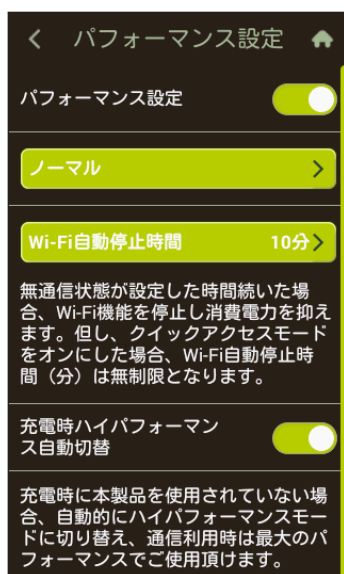 パフォーマンス設定
パフォーマンス設定
ノーマル
Wi-Fi自動停止時間 10分
無通信状態が設定した時間続いた場
合、Wi-Fi機能を停止し消費電力を抑え
ます。但し、クイックアクセスモード
をオンにした場合、Wi-Fi自動停止時
間（分）は無制限となります。
充電時ハイパフォーマン
ス自動切替
充電時に本製品を使用されていない場
合、自動的にハイパフォーマンスモー
ドに切り替え、通信利用時は最大のパ
フォーマンスでご使用頂けます。